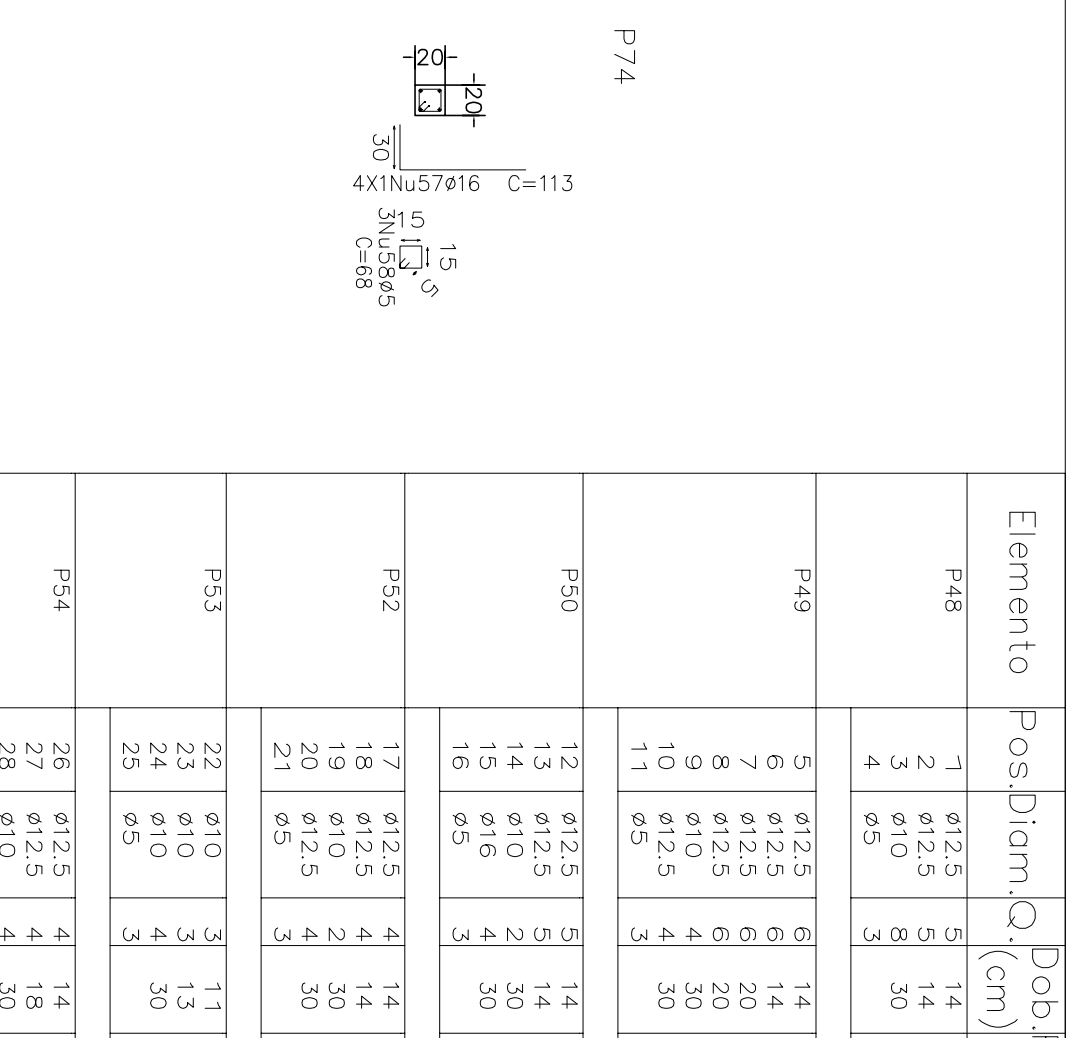 P74
20
20
30
4X1Nu57ø16 C=113
15
15
5
3Nu58ø5
C=68
Elemento Pos. Diam. Q. Dob. (cm)
P48
1 ø12.5 5 14
2 ø12.5 5 14
3 ø10 8 30
4 ø5 3
P49
5 ø12.5 6 14
6 ø12.5 6 14
7 ø12.5 6 20
8 ø12.5 6 20
9 ø10 4 30
10 ø12.5 4 30
11 ø5 3
P50
12 ø12.5 5 14
13 ø12.5 5 14
14 ø10 2 30
15 ø16 4 30
16 ø5 3
P52
17 ø12.5 4 14
18 ø12.5 4 14
19 ø10 2 30
20 ø12.5 4 30
21 ø5 3
P53
22 ø10 3 11
23 ø10 3 13
24 ø10 4 30
25 ø5 3
P54
26 ø12.5 4 14
27 ø12.5 4 18
28 ø10 4 30